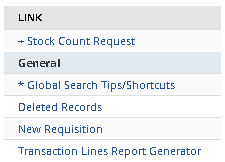 LINK
+ Stock Count Request
General
* Global Search Tips/Shortcuts
Deleted Records
New Requisition
Transaction Lines Report Generator